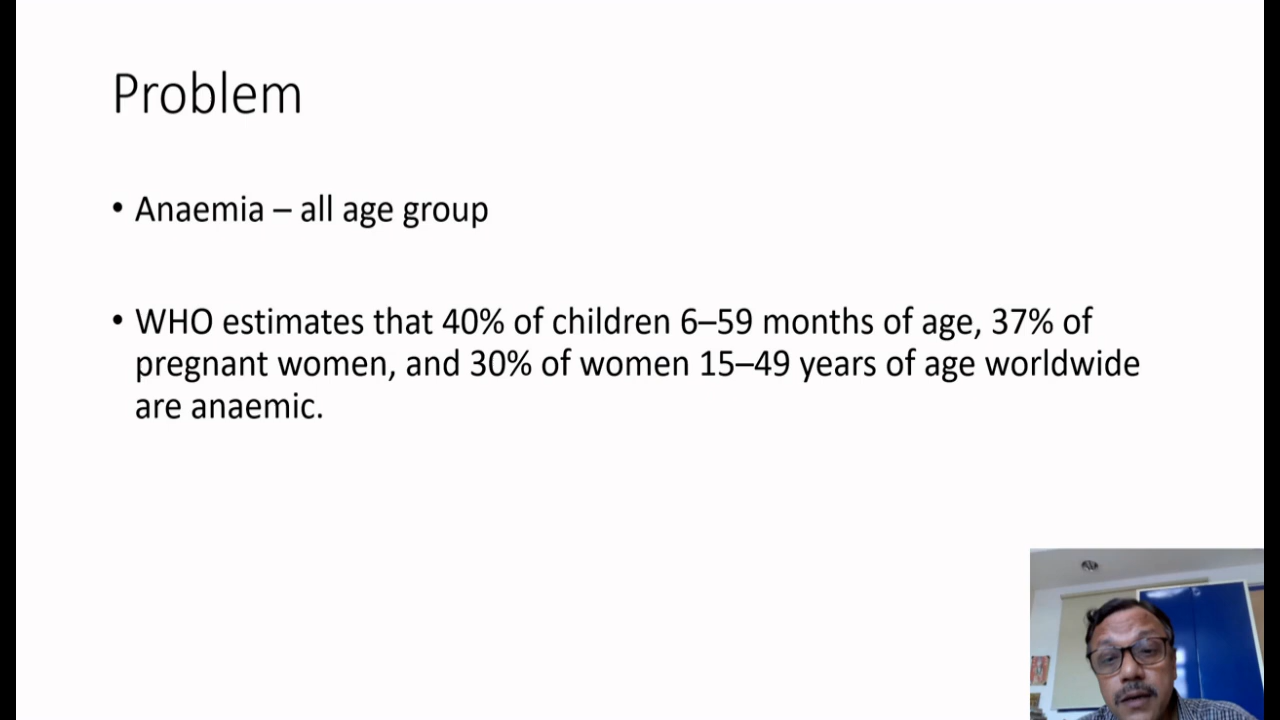 Problem
• Anaemia – all age group
• WHO estimates that 40% of children 6–59 months of age, 37% of
pregnant women, and 30% of women 15–49 years of age worldwide
are anaemic.